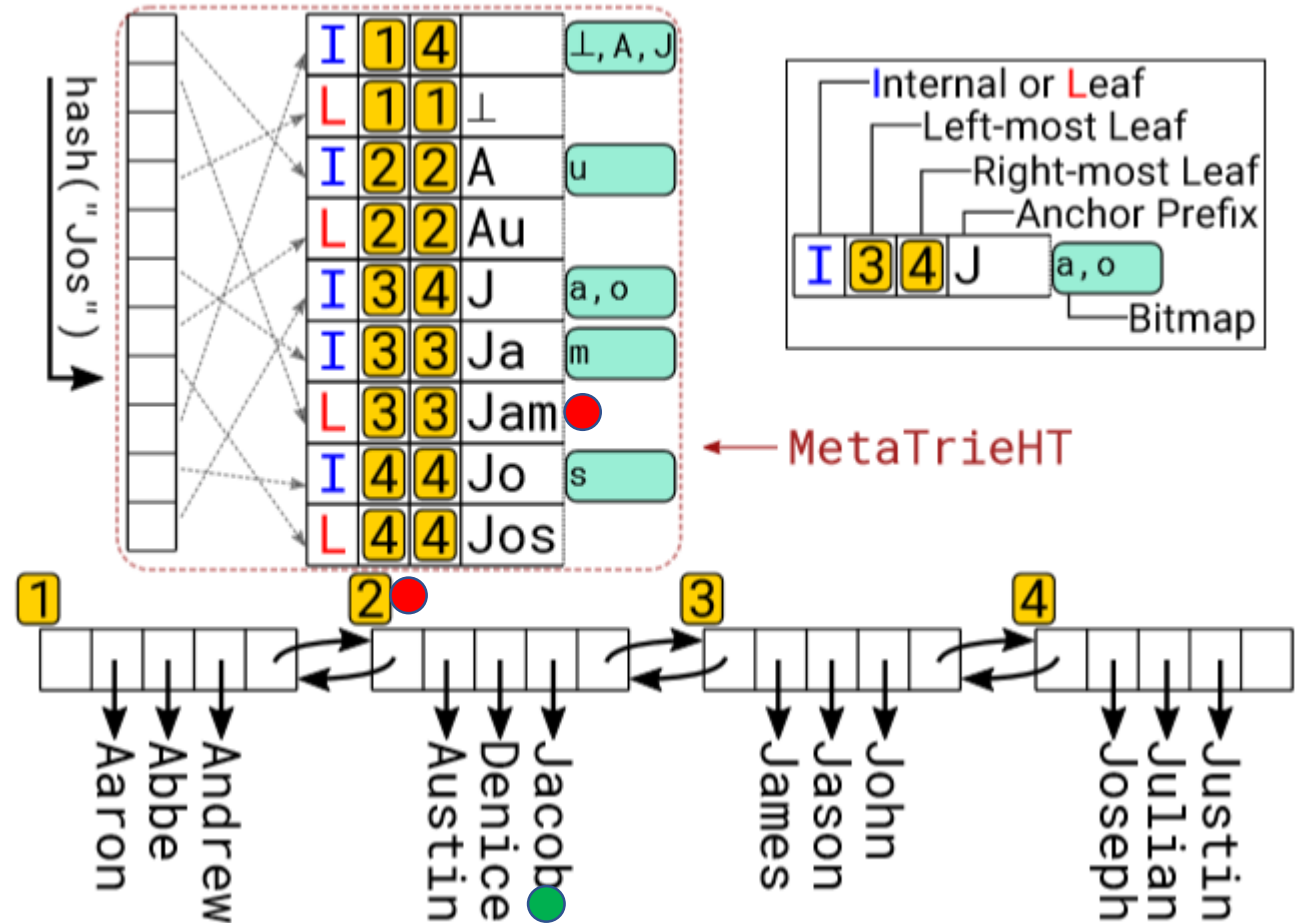 hash("Jos")
I 1 4 ⊥,A,J
L 1 1 ⊥
I 2 2 A u
L 2 2 Au
I 3 4 J a,o
I 3 3 Ja m
L 3 3 Jam
I 4 4 Jo s
L 4 4 Jos
Internal or Leaf
Left-most Leaf
Right-most Leaf
Anchor Prefix
I 3 4 J a,o
Bitmap
MetaTrieHT
1
2
3
4
Aaron
Abbe
Andrew
Austin
Denice
Jacob
James
Jason
John
Joseph
Julian
Justin